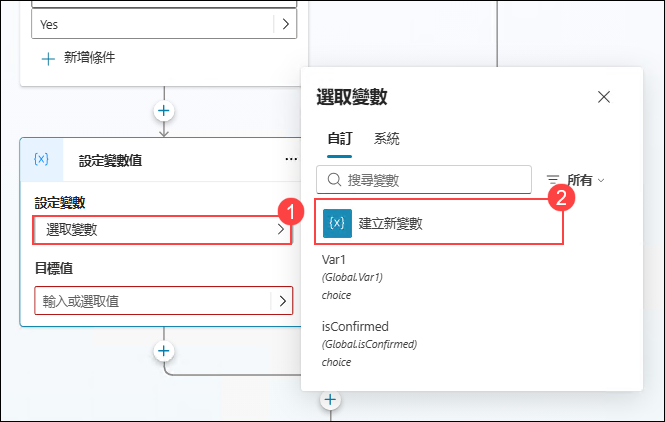 Yes
新增條件
{x}
設定變數值
...
設定變數
1
選取變數
目標值
輸入或選取值
選取變數
自訂
系統
搜尋變數
所有
2
{x}
建立新變數
Var1
(Global.Var1)
choice
isConfirmed
(Global.isConfirmed)
choice